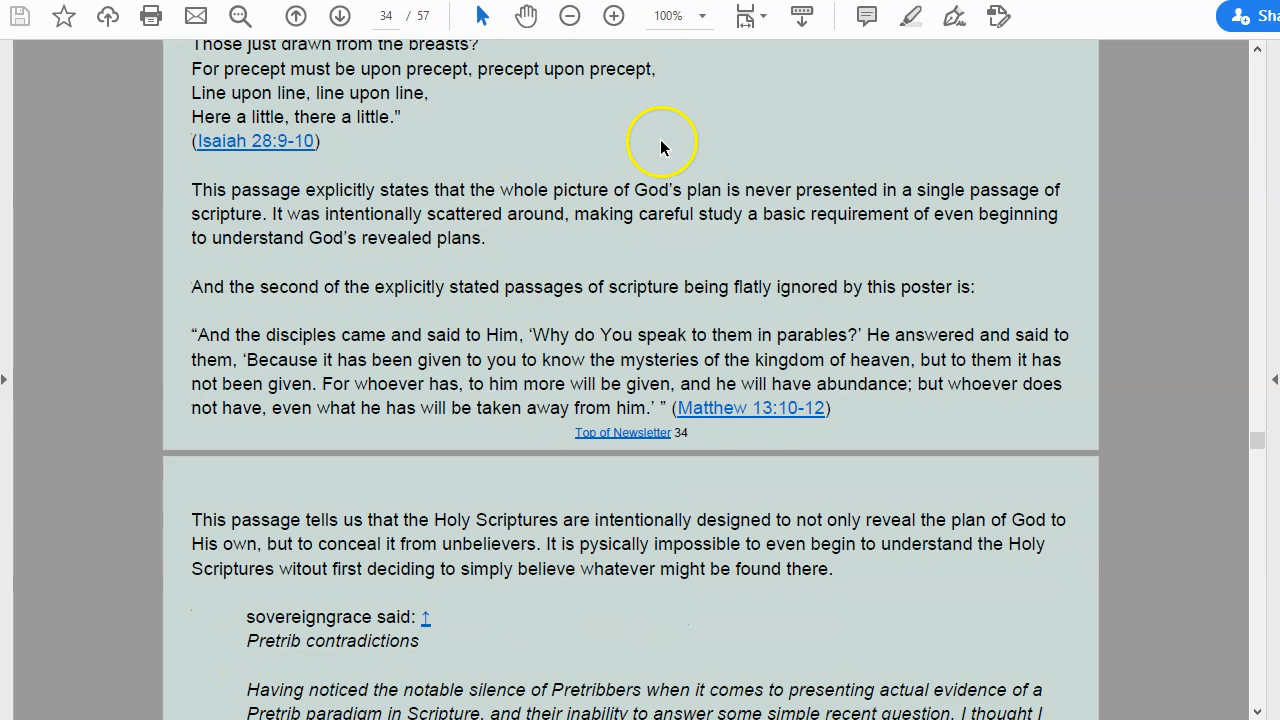 34 / 57
100%
Sha
Those just drawn from the breasts?
For precept must be upon precept, precept upon precept,
Line upon line, line upon line,
Here a little, there a little."
(Isaiah 28:9-10)
This passage explicitly states that the whole picture of God’s plan is never presented in a single passage of
scripture. It was intentionally scattered around, making careful study a basic requirement of even beginning
to understand God’s revealed plans.
And the second of the explicitly stated passages of scripture being flatly ignored by this poster is:
“And the disciples came and said to Him, ‘Why do You speak to them in parables?’ He answered and said to
them, ‘Because it has been given to you to know the mysteries of the kingdom of heaven, but to them it has
not been given. For whoever has, to him more will be given, and he will have abundance; but whoever does
not have, even what he has will be taken away from him.’ ” (Matthew 13:10-12)
Top of Newsletter 34
This passage tells us that the Holy Scriptures are intentionally designed to not only reveal the plan of God to
His own, but to conceal it from unbelievers. It is pysically impossible to even begin to understand the Holy
Scriptures witout first deciding to simply believe whatever might be found there.
sovereigngrace said: ↑
Pretrib contradictions
Having noticed the notable silence of Pretribbers when it comes to presenting actual evidence of a
Pretrib paradigm in Scripture, and their inability to answer some simple recent question, I thought I